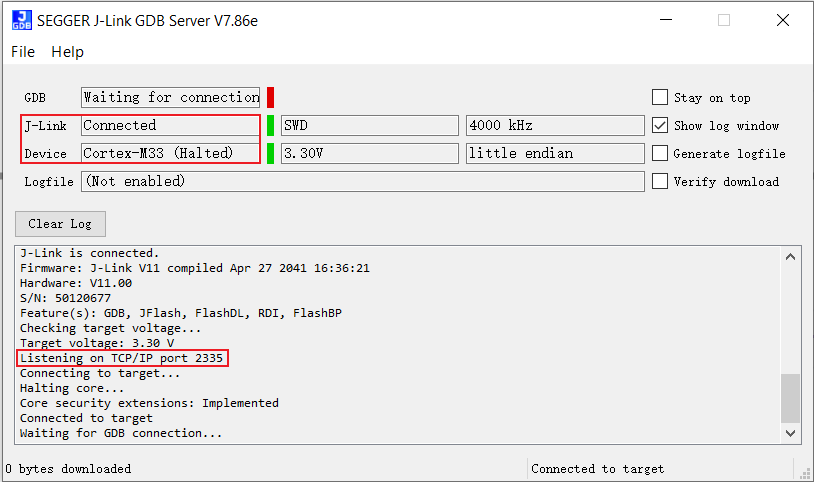 J GDB SEGGER J-Link GDB Server V7.86e
File Help
GDB Waiting for connection Stay on top
J-Link Connected SWD 4000 kHz Show log window
Device Cortex-M33 (Halted) 3.30V little endian Generate logfile
Logfile (Not enabled) Verify download
Clear Log
J-Link is connected.
Firmware: J-Link V11 compiled Apr 27 2041 16:36:21
Hardware: V11.00
S/N: 50120677
Feature(s): GDB, JFlash, FlashDL, RDI, FlashBP
Checking target voltage...
Target voltage: 3.30 V
Listening on TCP/IP port 2335
Connecting to target...
Halting core...
Core security extensions: Implemented
Connected to target
Waiting for GDB connection...
0 bytes downloaded Connected to target